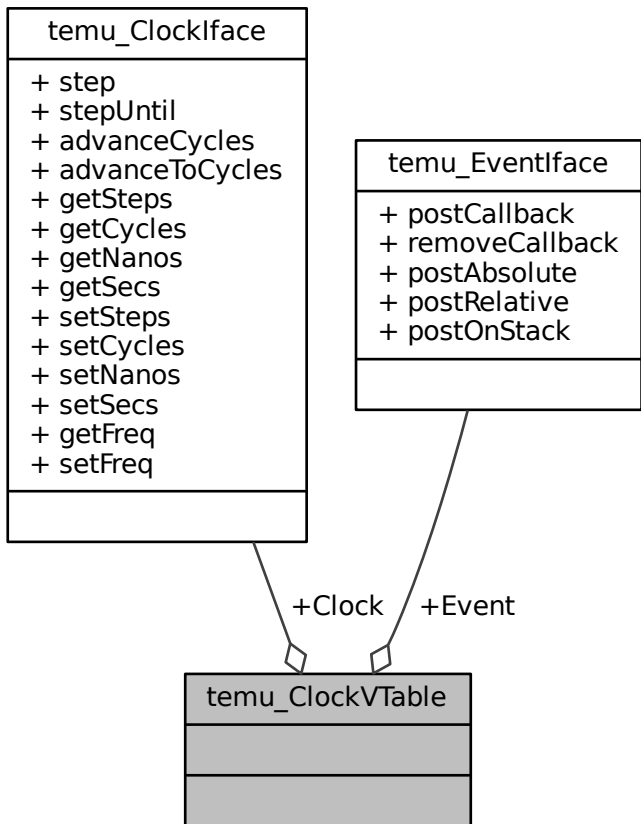 temu_ClockIface
+ step
+ stepUntil
+ advanceCycles
+ advanceToCycles
+ getSteps
+ getCycles
+ getNanos
+ getSecs
+ setSteps
+ setCycles
+ setNanos
+ setSecs
+ getFreq
+ setFreq
temu_EventIface
+ postCallback
+ removeCallback
+ postAbsolute
+ postRelative
+ postOnStack
+Clock
+Event
temu_ClockVTable